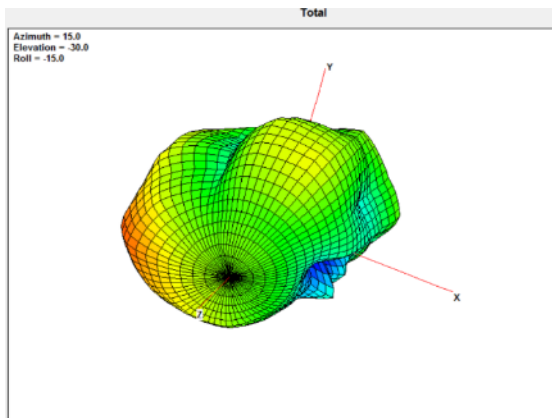 Total
Azimuth = 15.0
Elevation = -30.0
Roll = -15.0
Y
X
Z